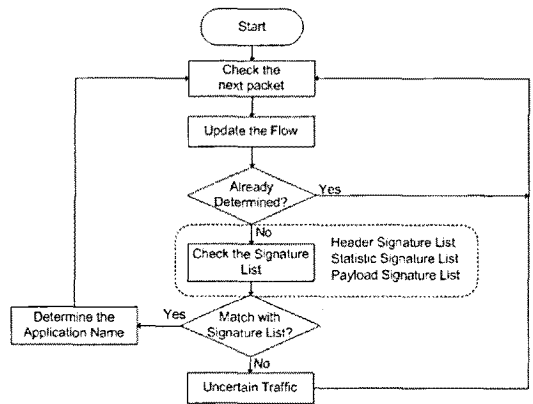 Start
Check the
next packet
Update the Flow
Already
Determined?
Yes
No
Check the Signature
List
Header Signature List
Statistic Signature List
Payload Signature List
Determine the
Application Name
Yes
Match with
Signature List?
No
Uncertain Traffic